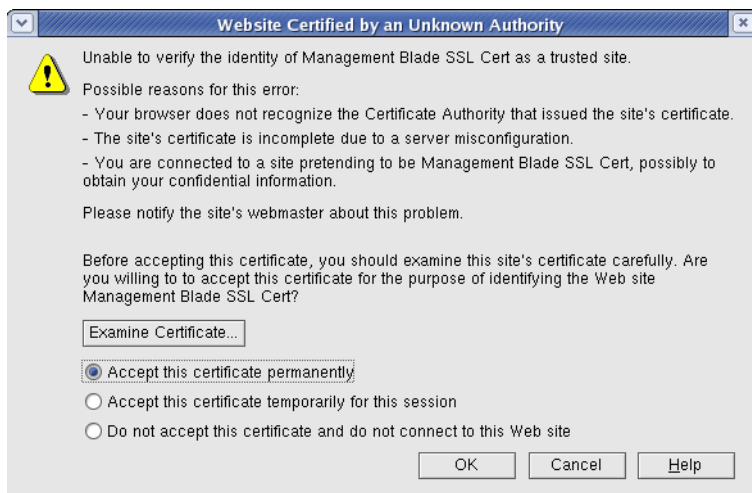 Website Certified by an Unknown Authority
Unable to verify the identity of Management Blade SSL Cert as a trusted site.
Possible reasons for this error:
- Your browser does not recognize the Certificate Authority that issued the site's certificate.
- The site's certificate is incomplete due to a server misconfiguration.
- You are connected to a site pretending to be Management Blade SSL Cert, possibly to
obtain your confidential information.
Please notify the site's webmaster about this problem.
Before accepting this certificate, you should examine this site's certificate carefully. Are
you willing to to accept this certificate for the purpose of identifying the Web site
Management Blade SSL Cert?
Examine Certificate...
Accept this certificate permanently
Accept this certificate temporarily for this session
Do not accept this certificate and do not connect to this Web site
OK Cancel Help